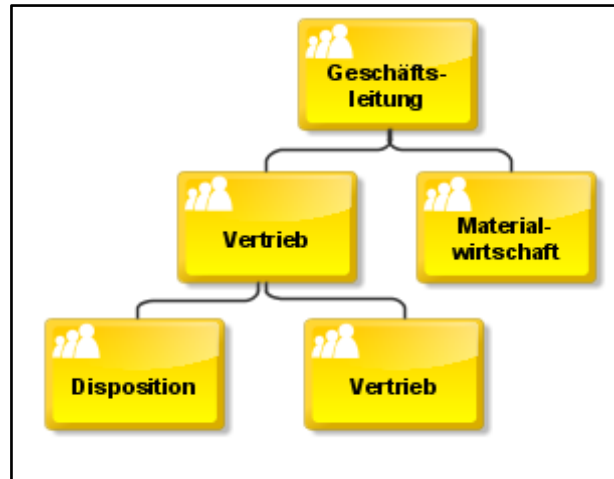 Geschäfts-
leitung
Vertrieb
Material-
wirtschaft
Disposition
Vertrieb